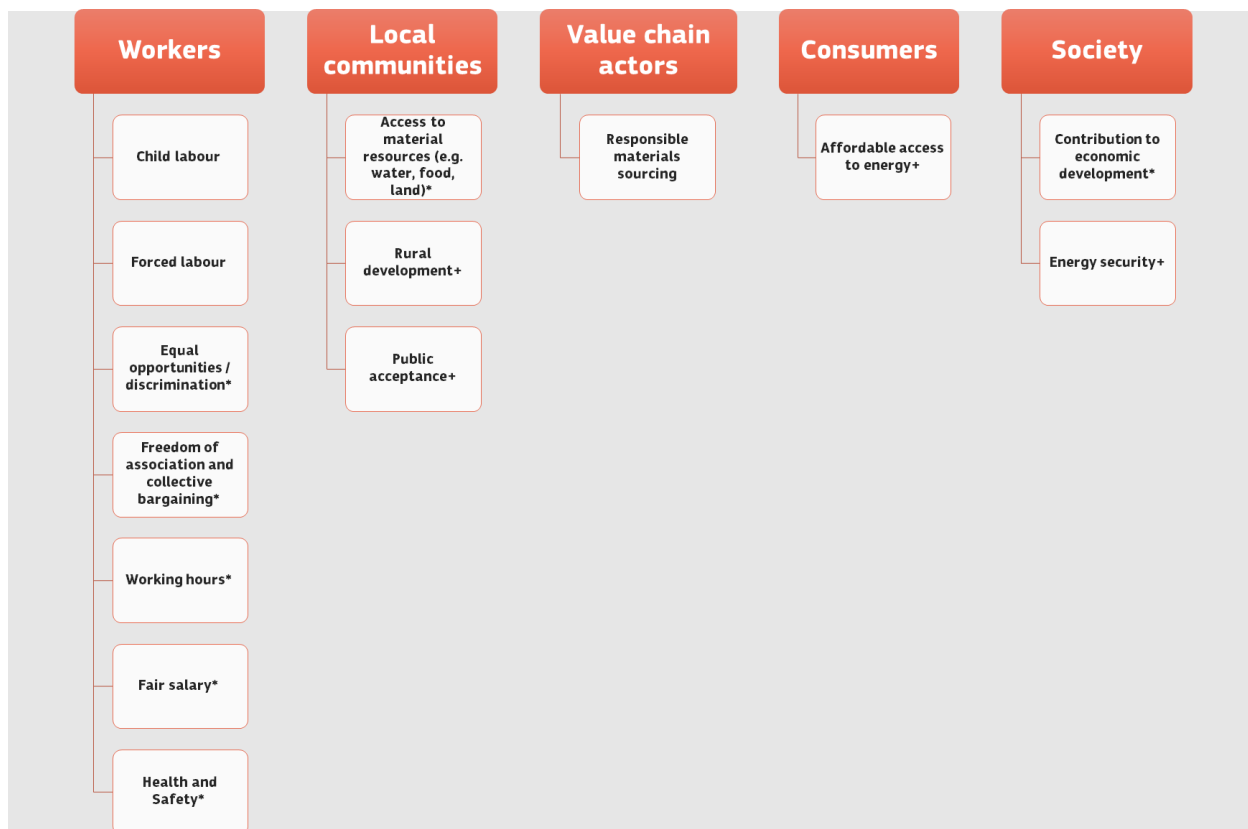 Workers
Child labour
Forced labour
Equal
opportunities /
discrimination*
Freedom of
association and
collective
bargaining*
Working hours*
Fair salary*
Health and
Safety*
Local
communities
Access to
material
resources (e.g.
water, food,
land)*
Rural
development+
Public
acceptance+
Value chain
actors
Responsible
materials
sourcing
Consumers
Affordable access
to energy+
Society
Contribution to
economic
development*
Energy security+